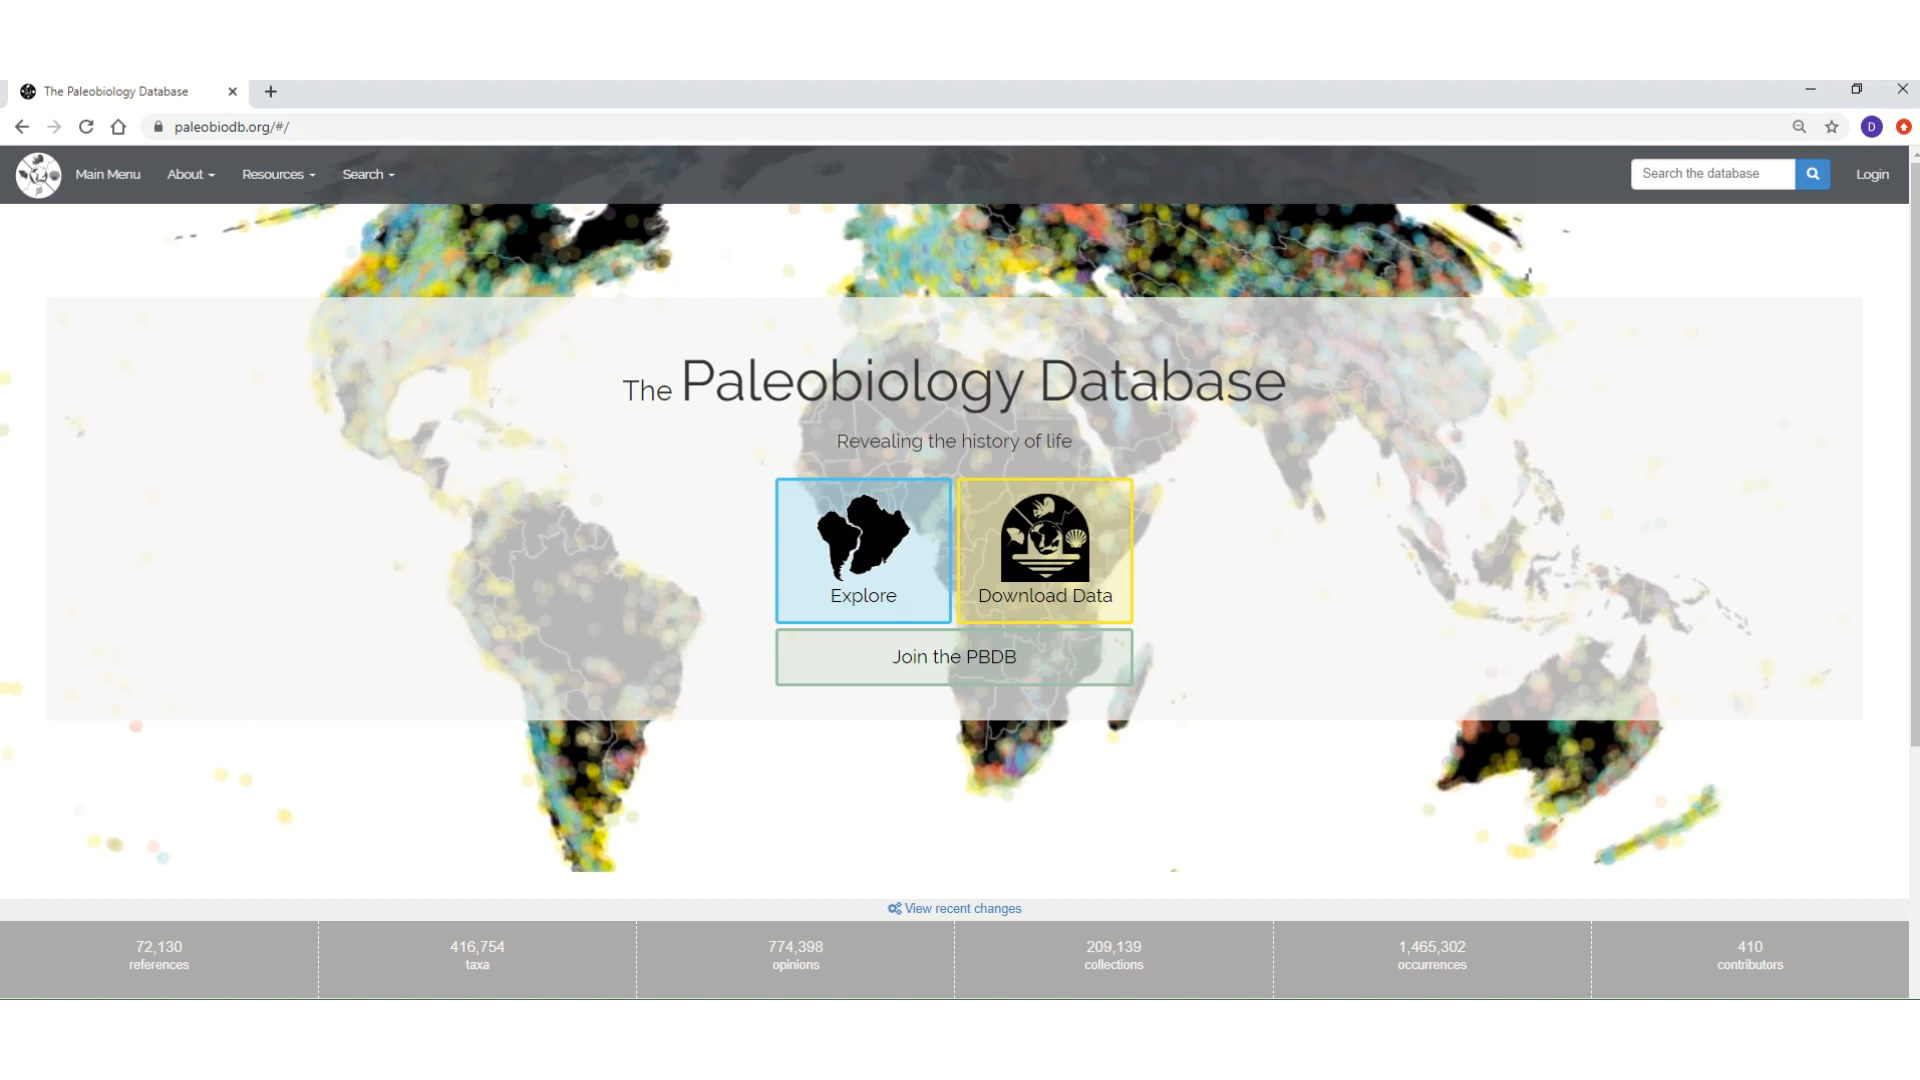 The Paleobiology Database
paleobiodb.org/#/
D
Main Menu About Resources Search
Search the database
Login
The Paleobiology Database
Revealing the history of life
Explore
Download Data
Join the PBDB
View recent changes
72,130
references
416,754
taxa
774,398
opinions
209,139
collections
1,465,302
occurrences
410
contributors